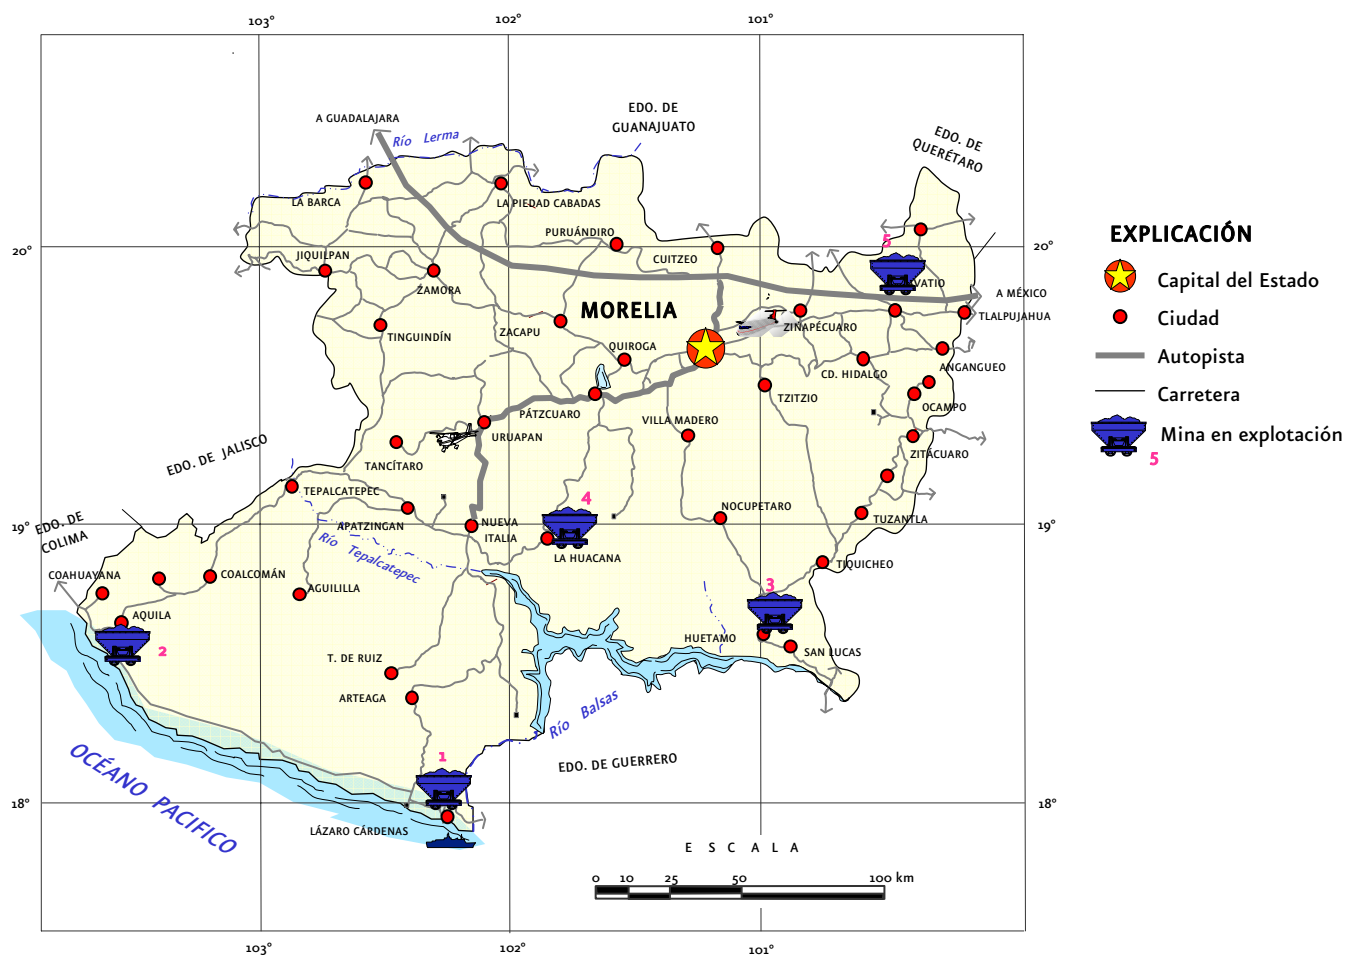 103°
102°
101°
A GUADALAJARA
Río Lerma
EDO. DE
GUANAJUATO
EDO. DE
QUERÉTARO
LA BARCA
LA PIEDAD CABADAS
PURUÁNDIRO
CUITZEO
20°
20°
5
JIQUILPAN
ZAMORA
VATIO
A MÉXICO
TLALPUJAHUA
MORELIA
TINGUINDÍN
ZACAPU
ZINAPÉCUARO
QUIROGA
CD. HIDALGO
ANGANGUEO
TZITZIO
OCAMPO
PÁTZCUARO
VILLA MADERO
URUAPAN
ZITÁCUARO
EDO. DE JALISCO
TANCÍTARO
TEPALCATEPEC
4
NOCUPETARO
TUZANTLA
19°
19°
EDO. DE
COLIMA
APATZINGAN
NUEVA
ITALIA
Río Tepalcatepec
LA HUACANA
TIQUICHEO
COAHUAYANA
COALCOMÁN
AGUILILLA
3
AQUILA
2
HUETAMO
SAN LUCAS
T. DE RUIZ
ARTEAGA
Río Balsas
EDO. DE GUERRERO
1
OCÉANO PACIFICO
18°
18°
LÁZARO CÁRDENAS
E S C A L A
0 10 25 50 100 km
103°
102°
101°
EXPLICACIÓN
Capital del Estado
Ciudad
Autopista
Carretera
Mina en explotación
5